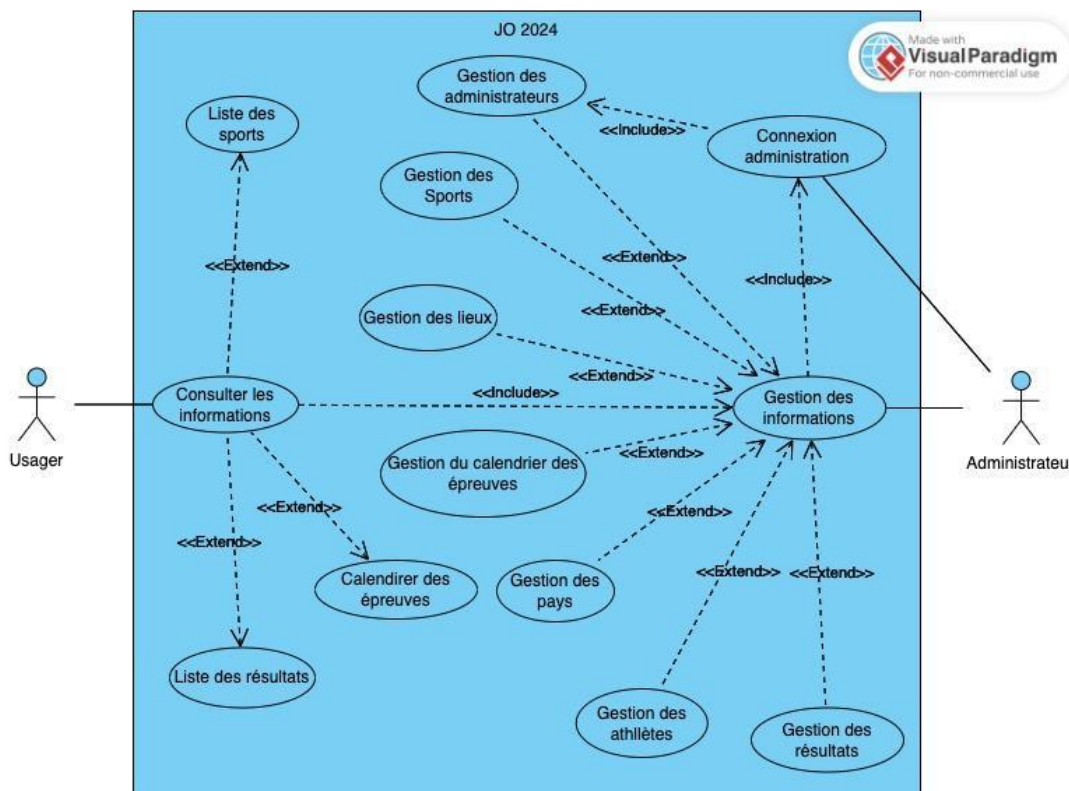 JO 2024
Made with
Visual Paradigm
For non-commercial use
Gestion des
administrateurs
Liste des
sports
<<Include>>
Connexion
administration
Gestion des
Sports
<<Extend>>
<<Extend>>
<<Include>>
Gestion des lieux
<<Extend>>
<<Extend>>
Consulter les
informations
<<Include>>
Gestion des
informations
Usager
Administrateu
Gestion du calendrier des
épreuves
<<Extend>>
<<Extend>>
<<Extend>>
<<Extend>>
Calendirer des
épreuves
Gestion des
pays
<<Extend>>
<<Extend>>
Liste des résultats
Gestion des
athllètes
Gestion des
résultats